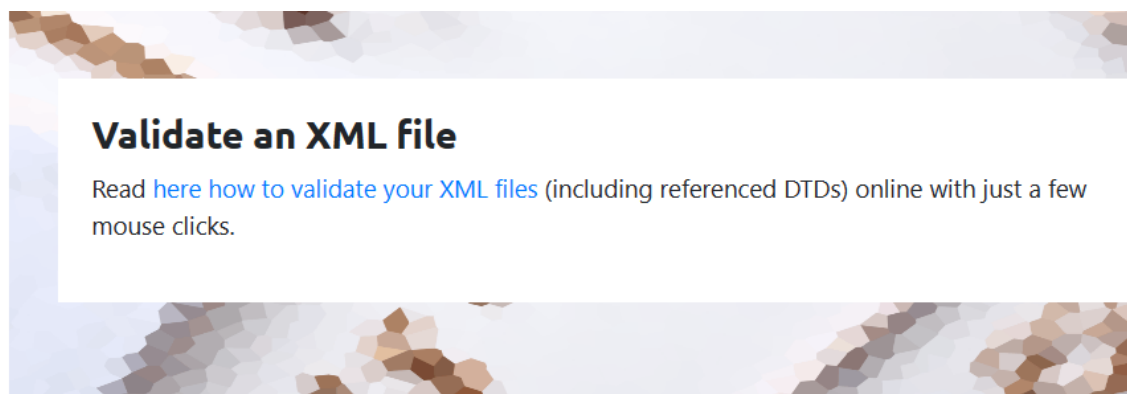 Validate an XML file
Read here how to validate your XML files (including referenced DTDs) online with just a few
mouse clicks.